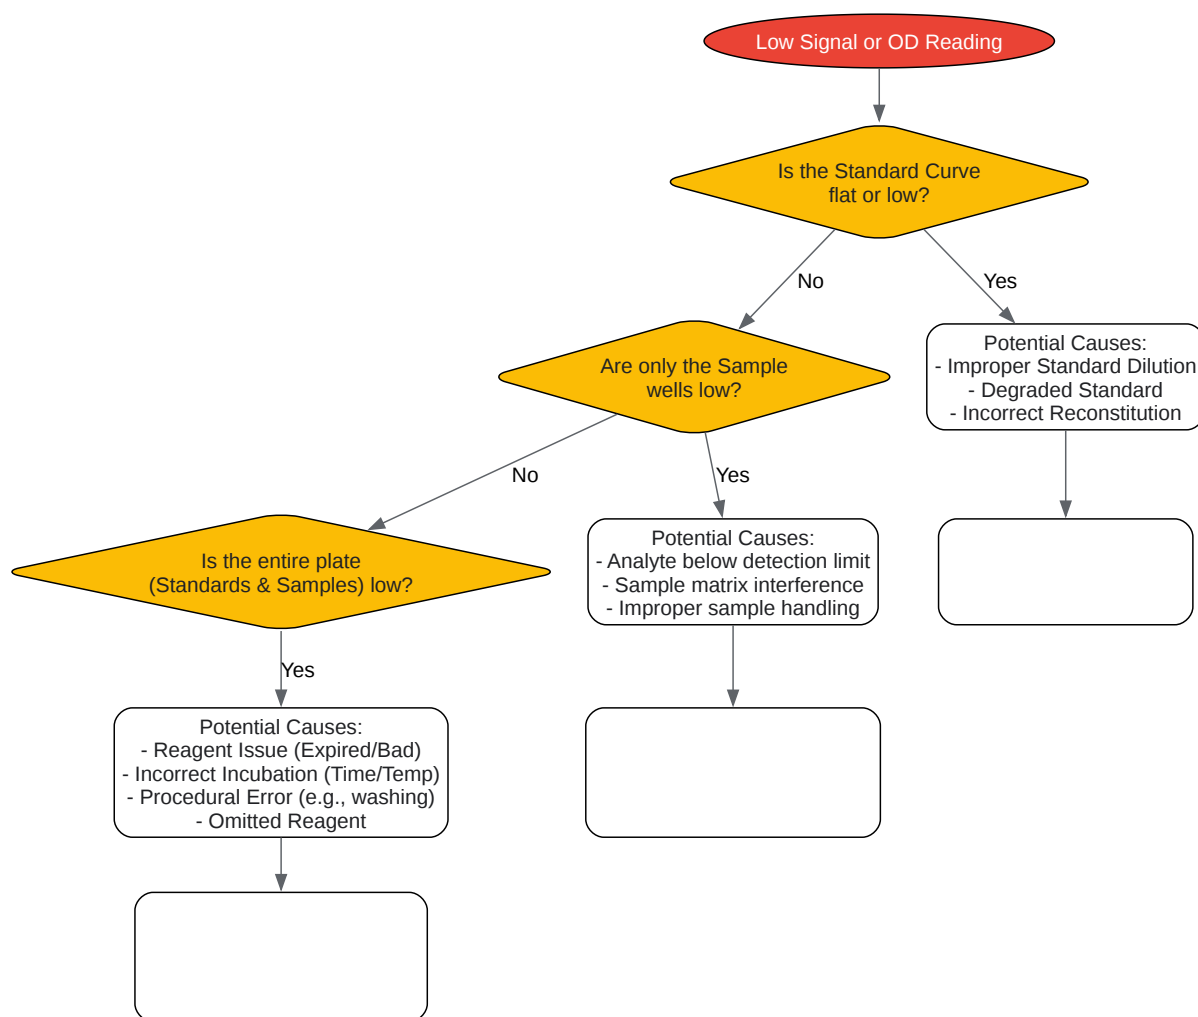 Low Signal or OD Reading
Is the Standard Curve
flat or low?
No
Yes
Are only the Sample
wells low?
Potential Causes:
- Improper Standard Dilution
- Degraded Standard
- Incorrect Reconstitution
No
Yes
Is the entire plate
(Standards & Samples) low?
Potential Causes:
- Analyte below detection limit
- Sample matrix interference
- Improper sample handling
Yes
Potential Causes:
- Reagent Issue (Expired/Bad)
- Incorrect Incubation (Time/Temp)
- Procedural Error (e.g., washing)
- Omitted Reagent